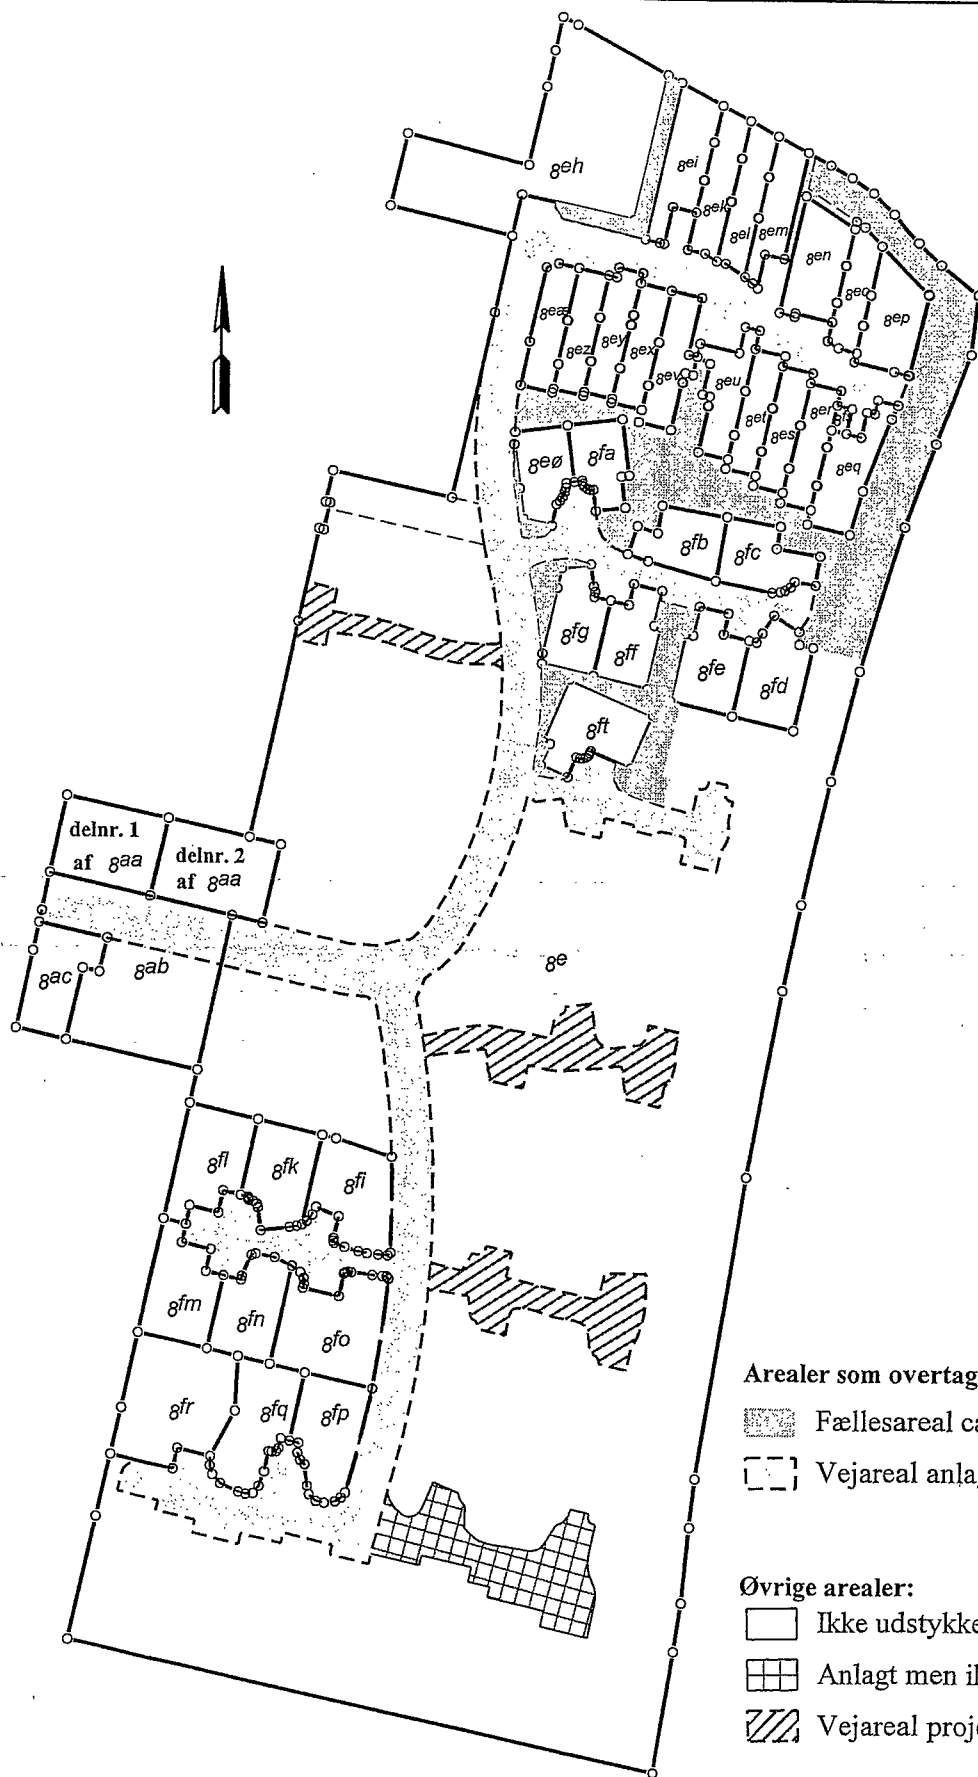 8eh
8ei
8ek
8el
8em
8en
8eo
8ep
8eæ
8ez
8ey
8ex
8ev
8eu
8et
8es
8er
8eq
8eø
8fa
8fb
8fc
8fg
8ff
8fe
8fd
8ft
delnr. 1
af 8aa
delnr. 2
af 8aa
8ac
8ab
8e
8fl
8fk
8fi
8fm
8fn
8fo
8fr
8fq
8fp
Arealer som overtag
Fællesareal ca
Vejareal anla
Øvrige arealer:
Ikke udstykke
Anlagt men il
Vejareal proj